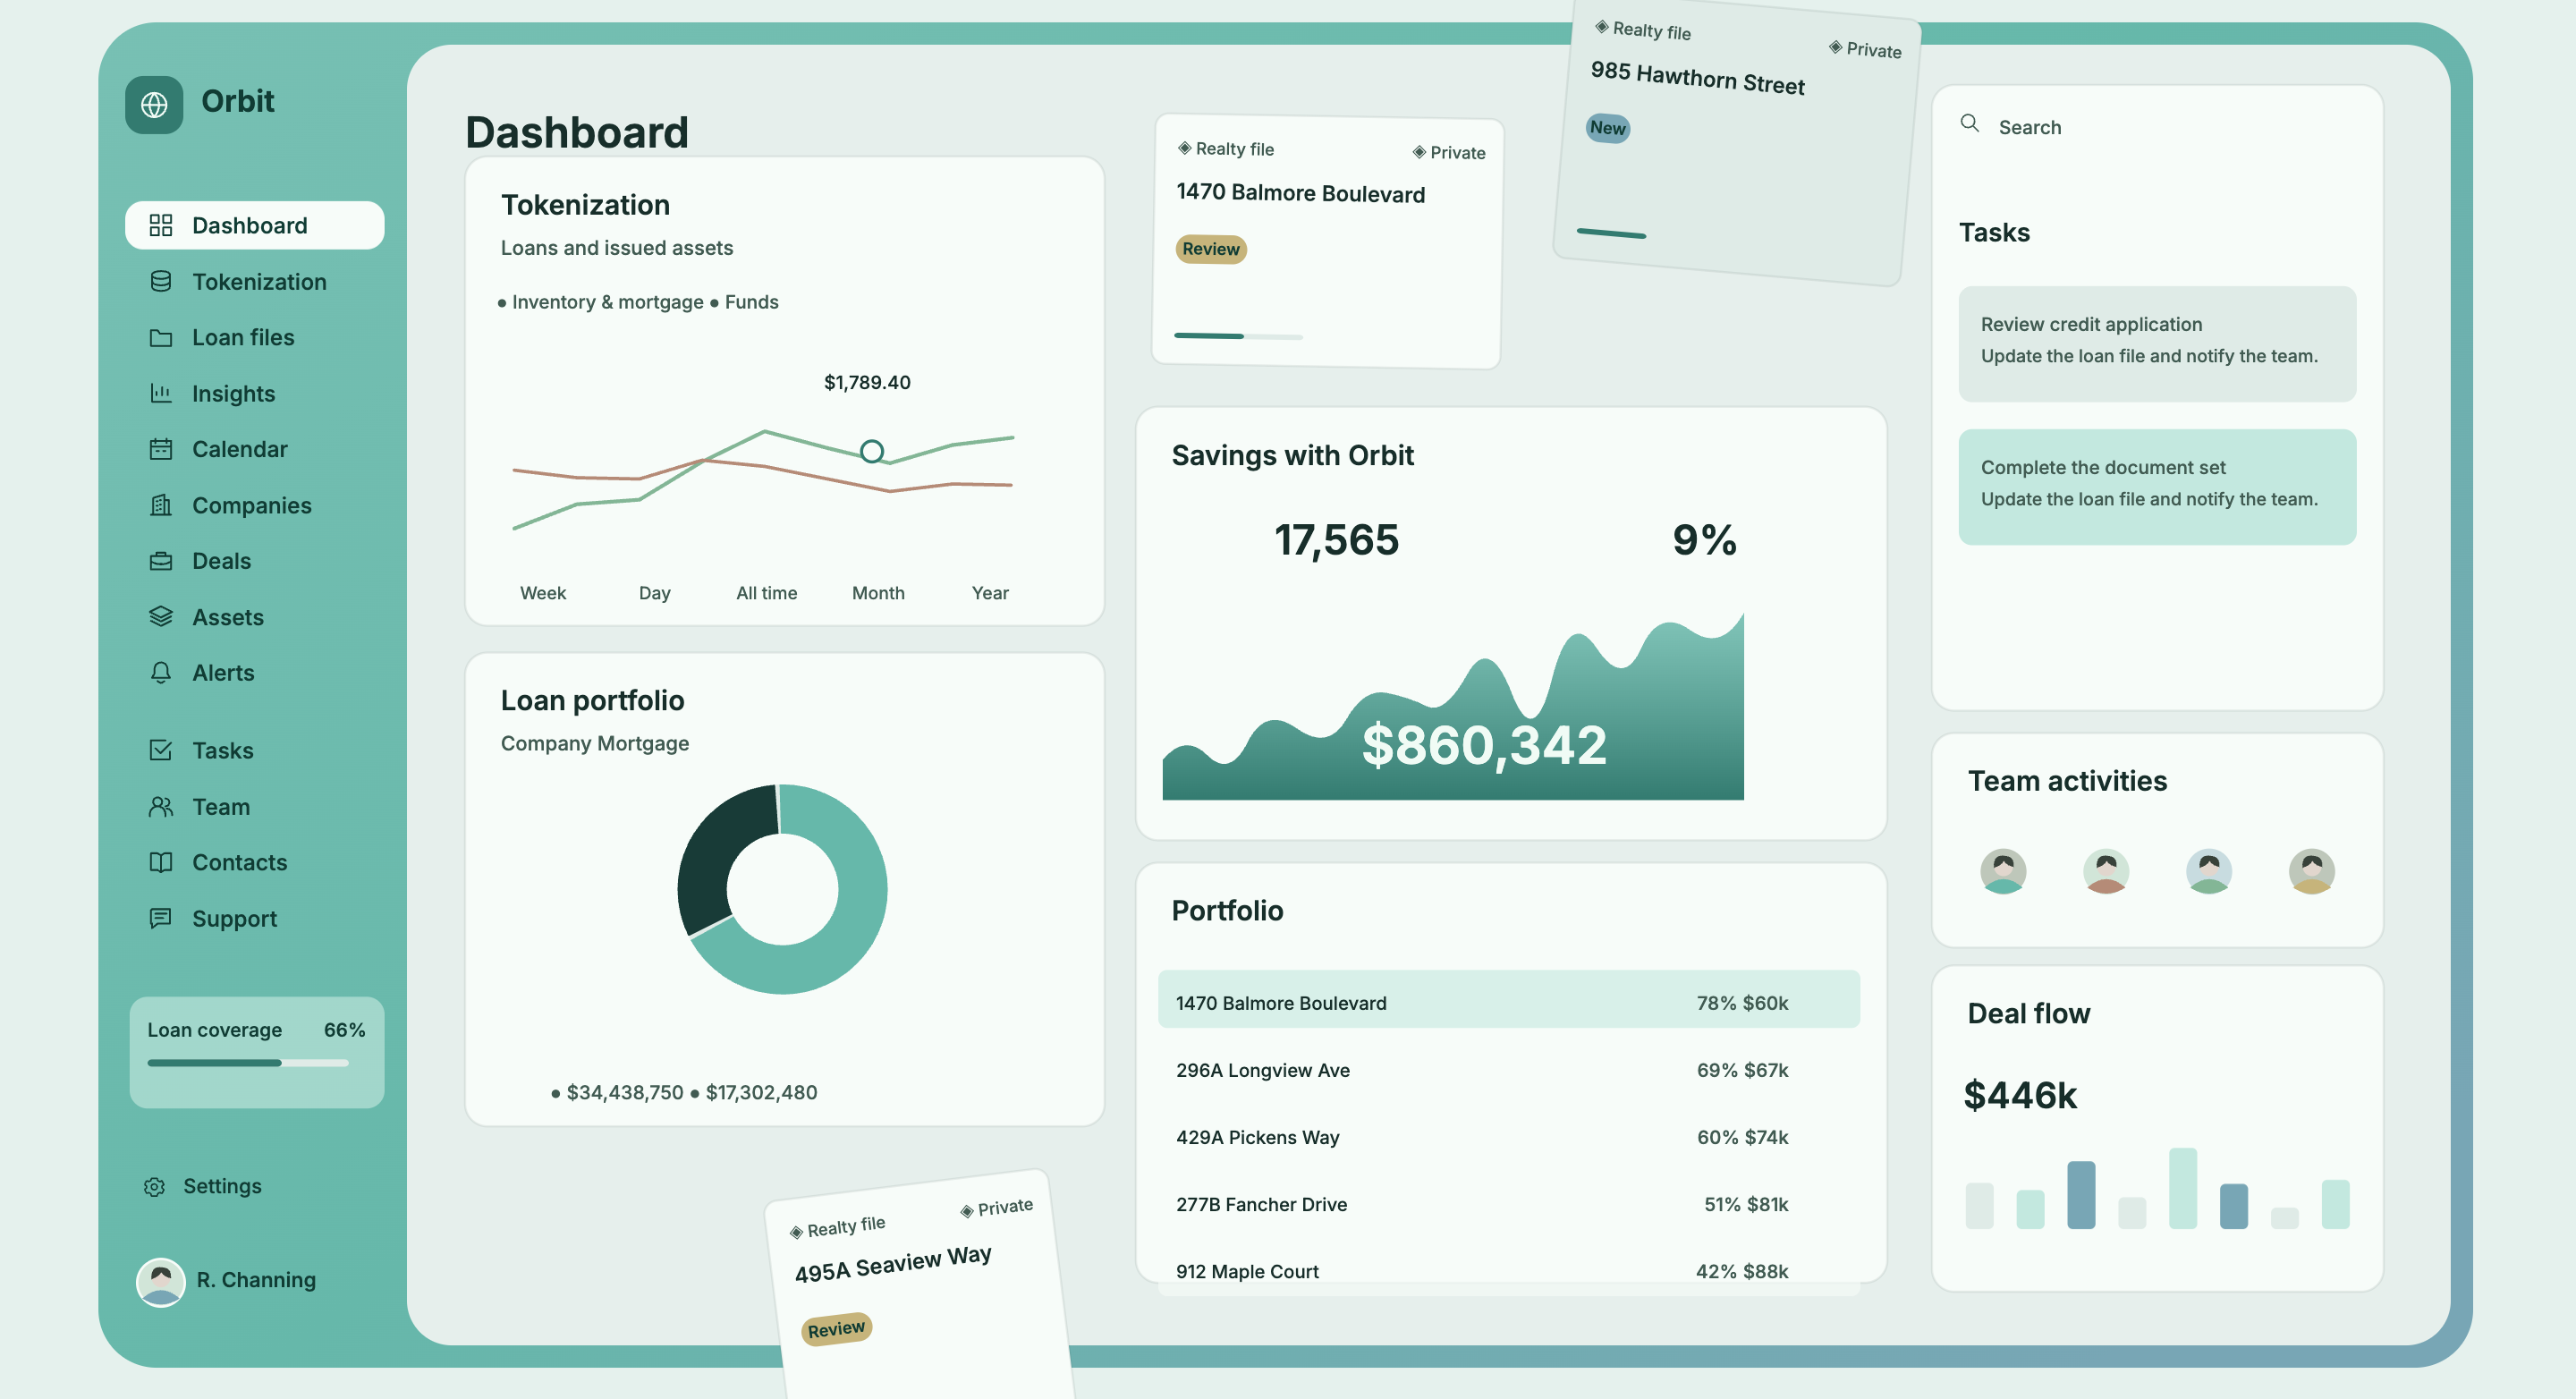 Orbit
Dashboard
Tokenization
Loan files
Insights
Calendar
Companies
Deals
Assets
Alerts
Tasks
Team
Contacts
Support
Loan coverage 66%
Settings
R. Channing
Dashboard
Tokenization
Loans and issued assets
● Inventory & mortgage ● Funds
$1,789.40
Week Day All time Month Year
Loan portfolio
Company Mortgage
● $34,438,750 ● $17,302,480
◈ Realty file ◈ Private
495A Seaview Way
Review
◈ Realty file ◈ Private
1470 Balmore Boulevard
Review
◈ Realty file ◈ Private
985 Hawthorn Street
New
Savings with Orbit
17,565 9%
$860,342
Portfolio
1470 Balmore Boulevard 78% $60k
296A Longview Ave 69% $67k
429A Pickens Way 60% $74k
277B Fancher Drive 51% $81k
912 Maple Court 42% $88k
Search
Tasks
Review credit application
Update the loan file and notify the team.
Complete the document set
Update the loan file and notify the team.
Team activities
Deal flow
$446k